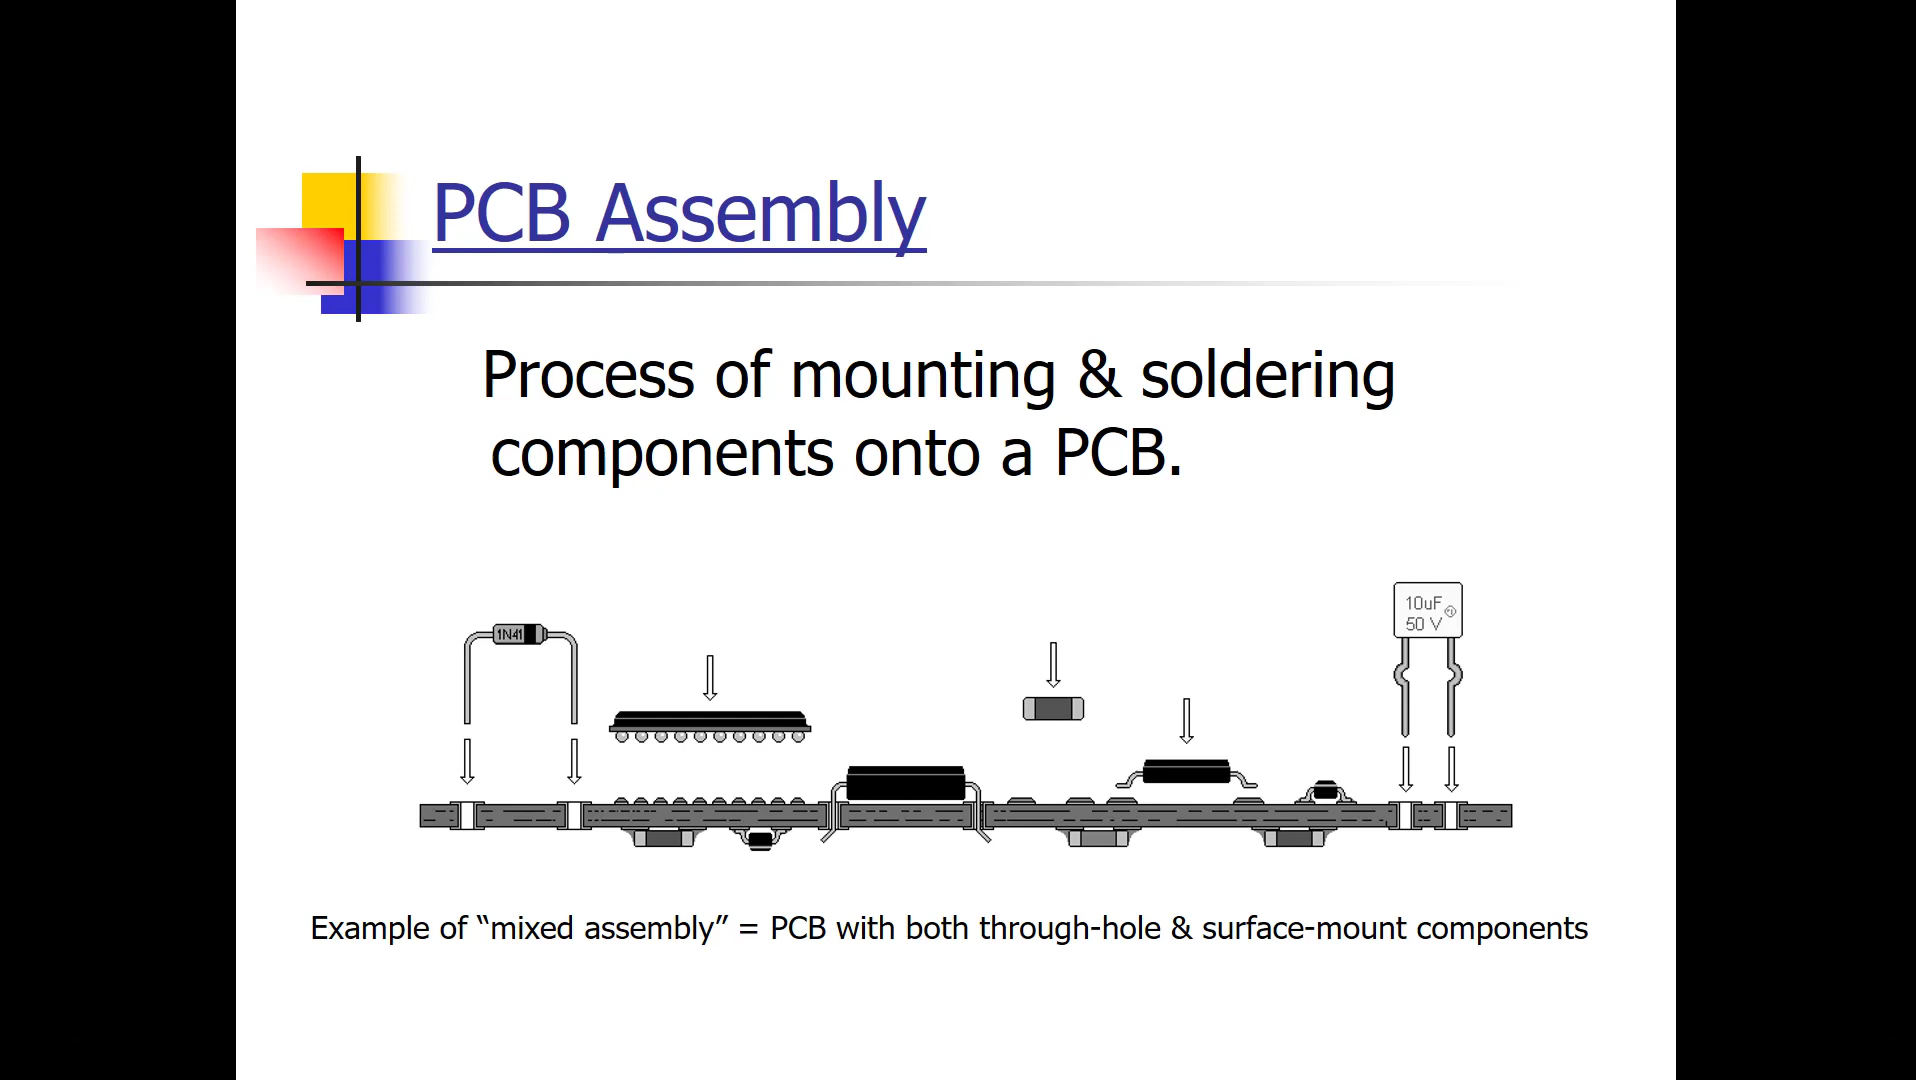 PCB Assembly
Process of mounting & soldering
components onto a PCB.
1N41
10uF
50 V
Example of “mixed assembly” = PCB with both through-hole & surface-mount components